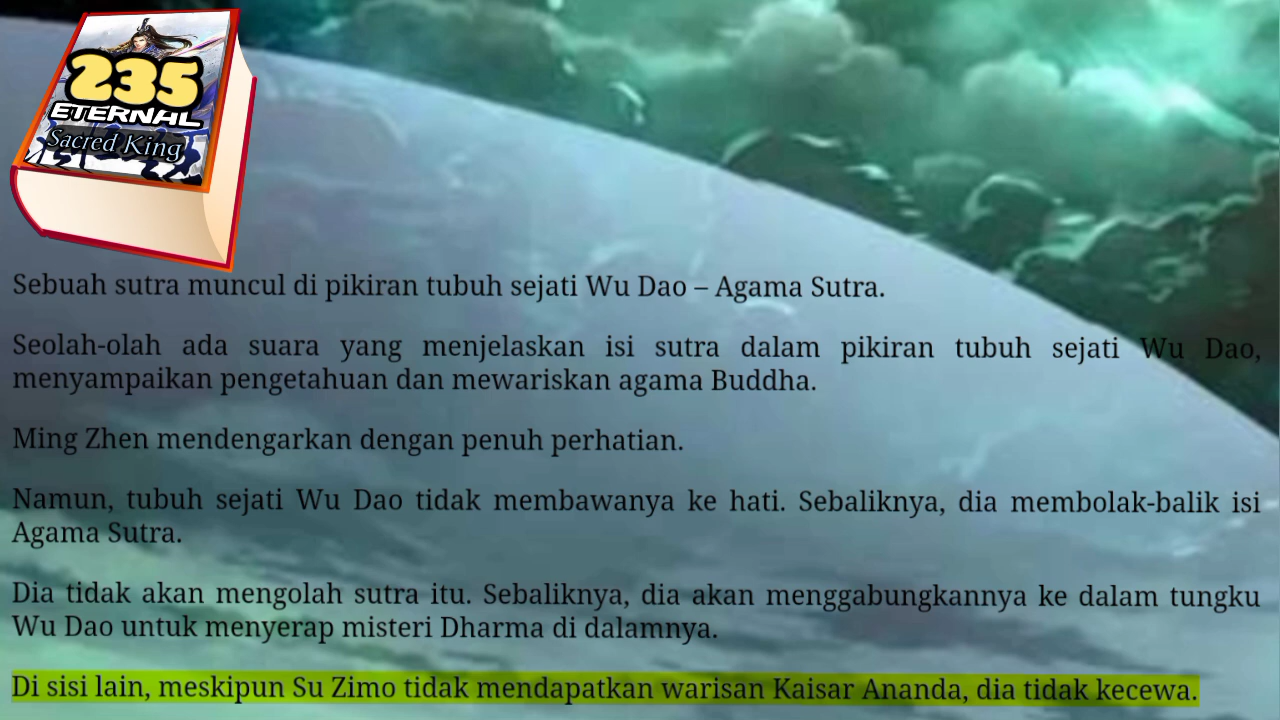 235
ETERNAL
Sacred King
Sebuah sutra muncul di pikiran tubuh sejati Wu Dao – Agama Sutra.
Seolah-olah ada suara yang menjelaskan isi sutra dalam pikiran tubuh sejati Wu Dao,
menyampaikan pengetahuan dan mewariskan agama Buddha.
Ming Zhen mendengarkan dengan penuh perhatian.
Namun, tubuh sejati Wu Dao tidak membawanya ke hati. Sebaliknya, dia membolak-balik isi
Agama Sutra.
Dia tidak akan mengolah sutra itu. Sebaliknya, dia akan menggabungkannya ke dalam tungku
Wu Dao untuk menyerap misteri Dharma di dalamnya.
Di sisi lain, meskipun Su Zimo tidak mendapatkan warisan Kaisar Ananda, dia tidak kecewa.